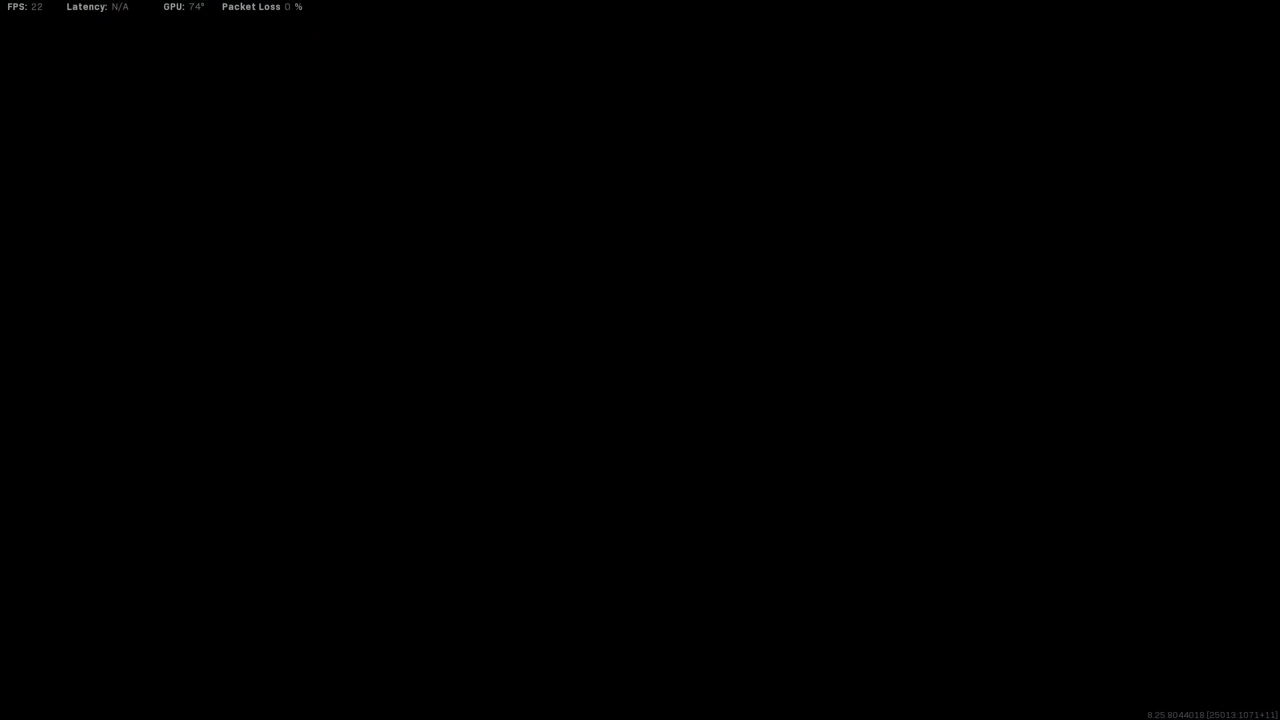 FPS: 22 Latency: N/A GPU: 74° Packet Loss 0 %
8.25.8044018 [25013:1071+11]